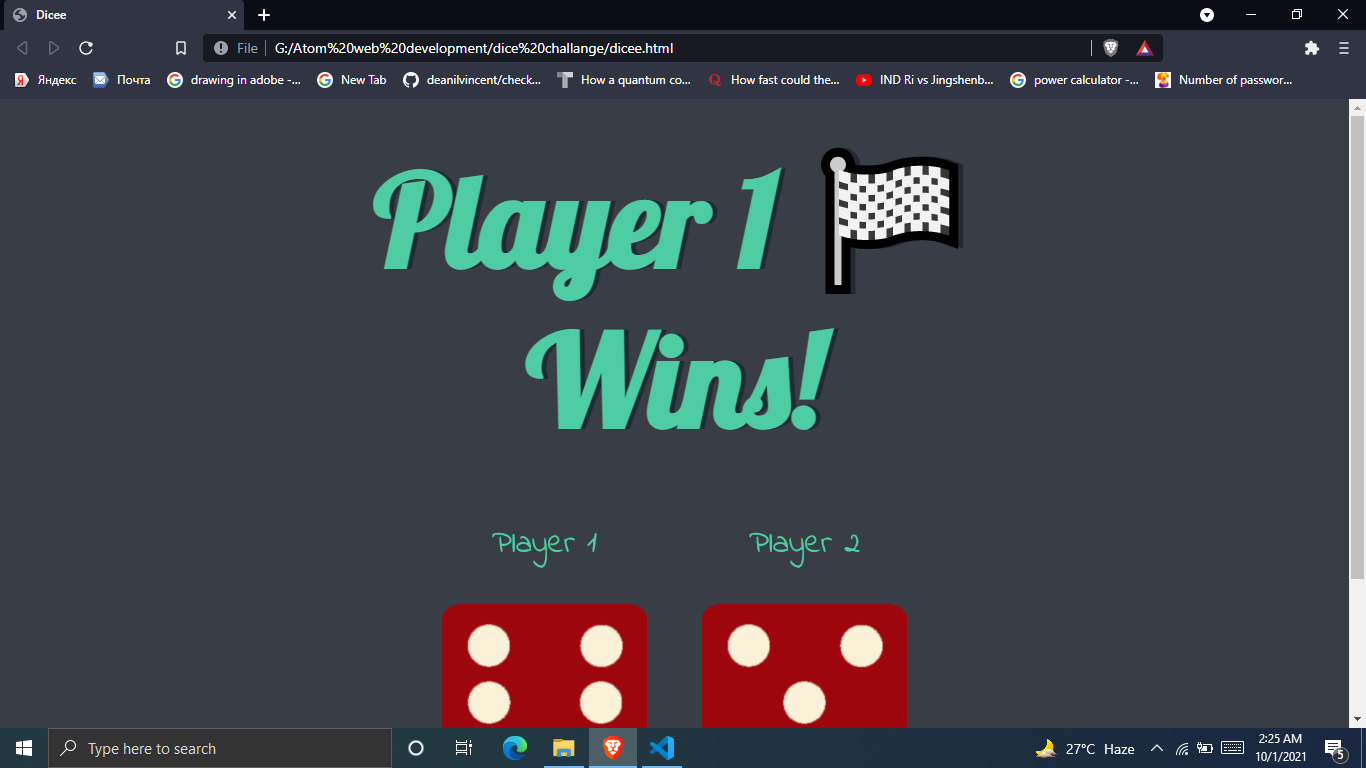 Dicee
File G:/Atom%20web%20development/dice%20challange/dicee.html
Яндекс Почта drawing in adobe -... New Tab deanilvincent/check... How a quantum co... How fast could the... IND Ri vs Jingshenb... power calculator -... Number of passwor...
Player 1
Wins!
Player 1 Player 2
Type here to search
27°C Haze
2:25 AM
10/1/2021
5